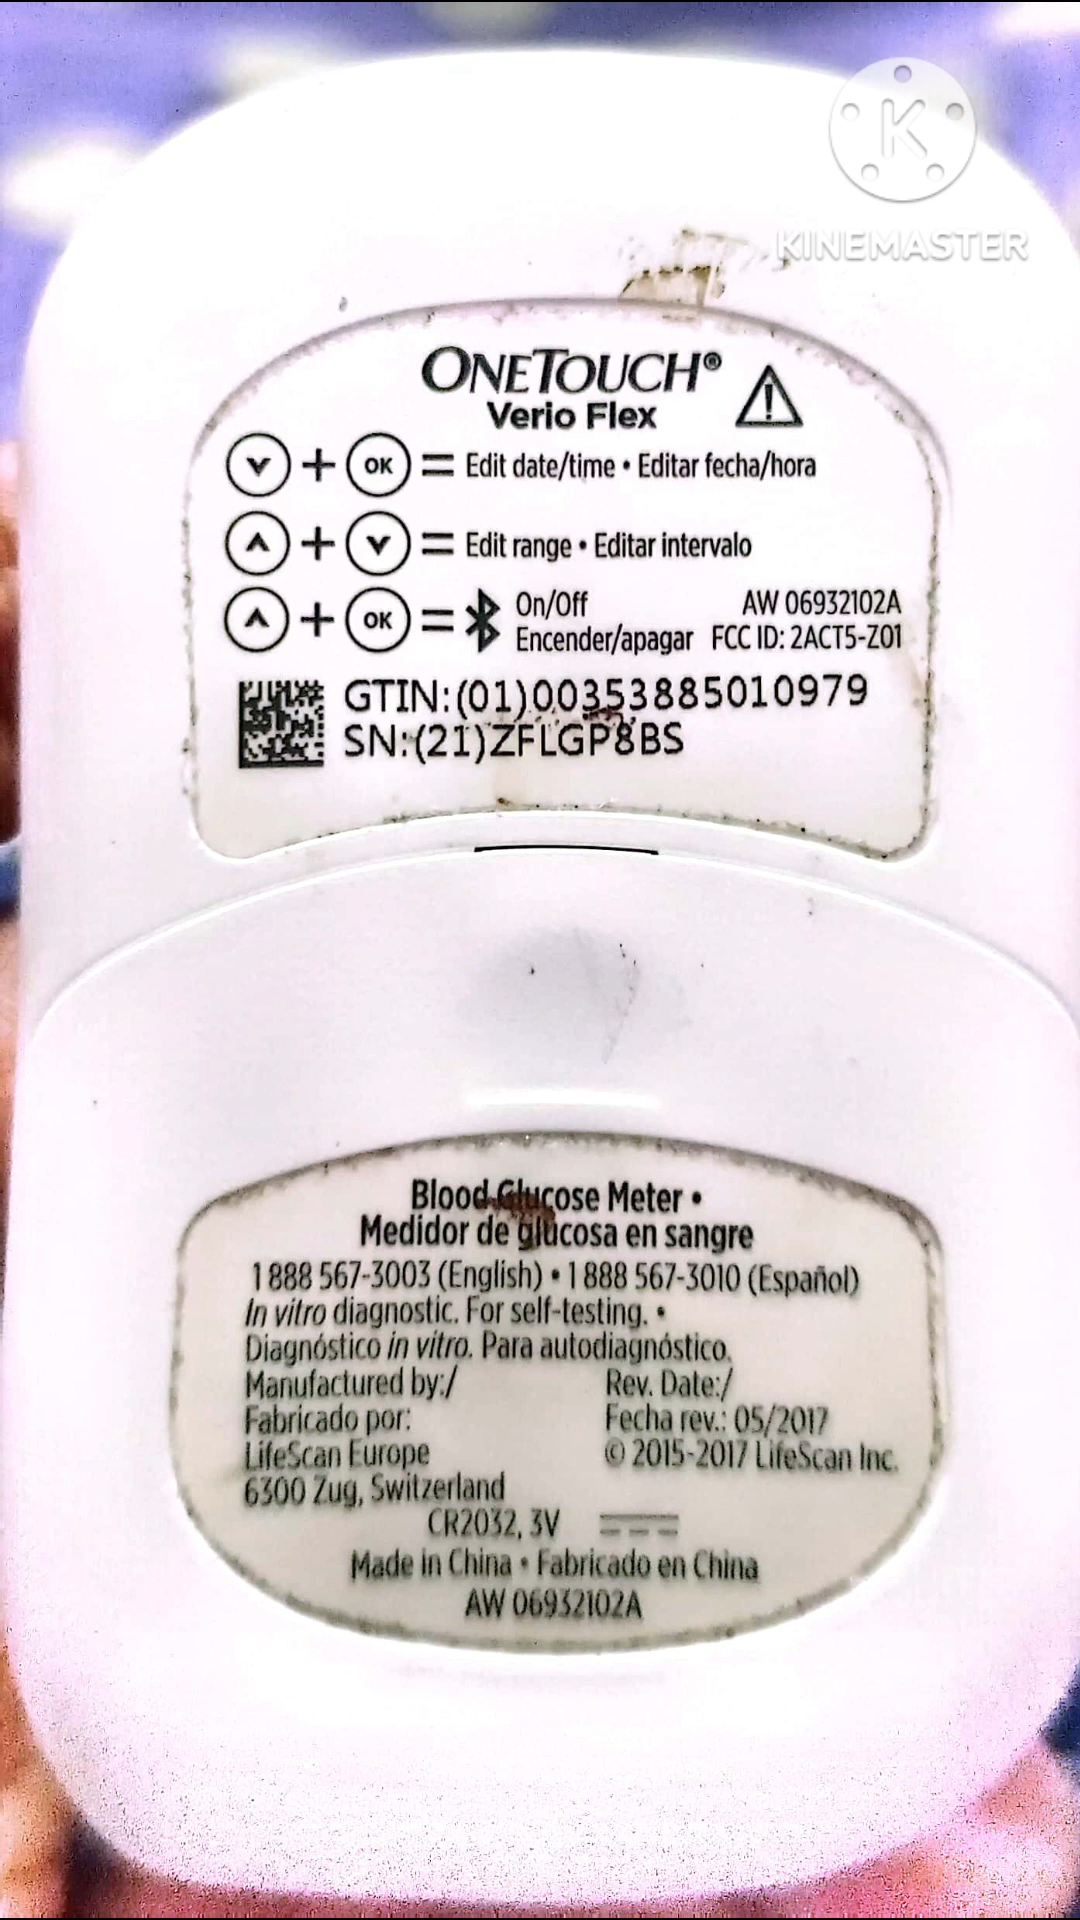 KINEMASTER
ONETOUCH®
Verio Flex
+ OK = Edit date/time • Editar fecha/hora
+ = Edit range • Editar intervalo
+ OK = On/Off
Encender/apagar
AW 06932102A
FCC ID: 2ACT5-Z01
GTIN:(01)00353885010979
SN:(21)ZFLGP8BS
Blood Glucose Meter •
Medidor de glucosa en sangre
1 888 567-3003 (English) • 1 888 567-3010 (Español)
In vitro diagnostic. For self-testing. •
Diagnóstico in vitro. Para autodiagnóstico.
Manufactured by:/
Fabricado por:
LifeScan Europe
6300 Zug, Switzerland
Rev. Date:/
Fecha rev.: 05/2017
© 2015-2017 LifeScan Inc.
CR2032, 3V
Made in China • Fabricado en China
AW 06932102A